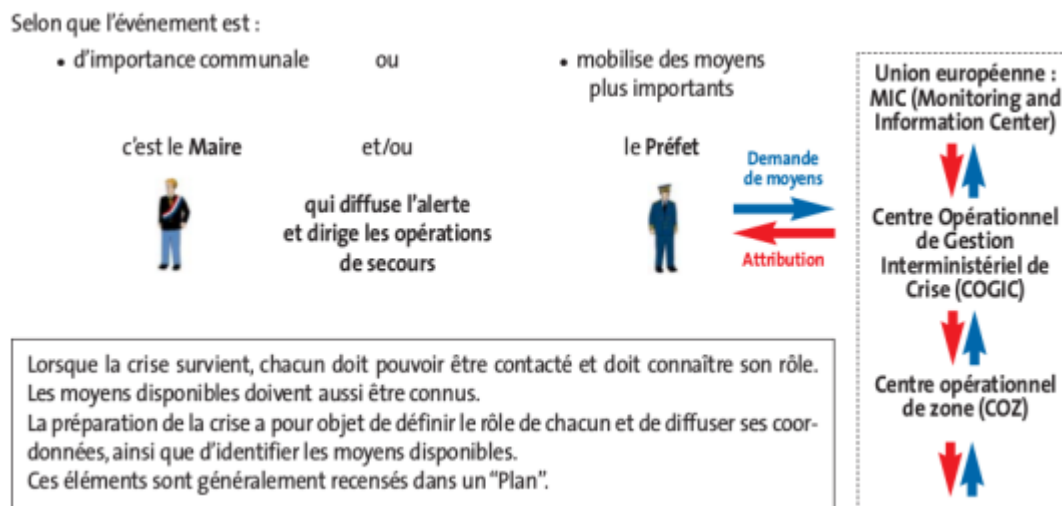 Selon que l'événement est :
• d'importance communale ou • mobilise des moyens
plus importants
c'est le Maire et/ou le Préfet
qui diffuse l'alerte
et dirige les opérations
de secours
Demande
de moyens
Attribution
Union européenne :
MIC (Monitoring and
Information Center)
Centre Opérationnel
de Gestion
Interministériel de
Crise (COGIC)
Centre opérationnel
de zone (COZ)
Lorsque la crise survient, chacun doit pouvoir être contacté et doit connaître son rôle.
Les moyens disponibles doivent aussi être connus.
La préparation de la crise a pour objet de définir le rôle de chacun et de diffuser ses coor-
données, ainsi que d'identifier les moyens disponibles.
Ces éléments sont généralement recensés dans un “Plan”.